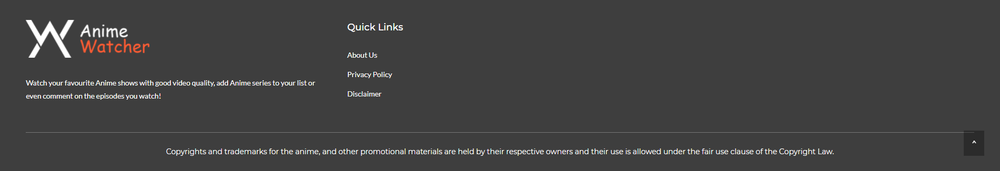 Anime
Watcher
Watch your favourite Anime shows with good video quality, add Anime series to your list or
even comment on the episodes you watch!
Quick Links
About Us
Privacy Policy
Disclaimer
Copyrights and trademarks for the anime, and other promotional materials are held by their respective owners and their use is allowed under the fair use clause of the Copyright Law.